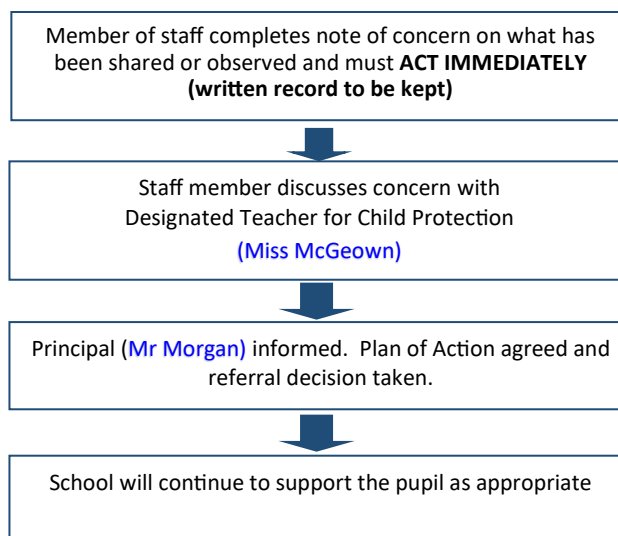 Member of staff completes note of concern on what has
been shared or observed and must ACT IMMEDIATELY
(written record to be kept)
Staff member discusses concern with
Designated Teacher for Child Protection
(Miss McGeown)
Principal (Mr Morgan) informed.  Plan of Action agreed and
referral decision taken.
School will continue to support the pupil as appropriate